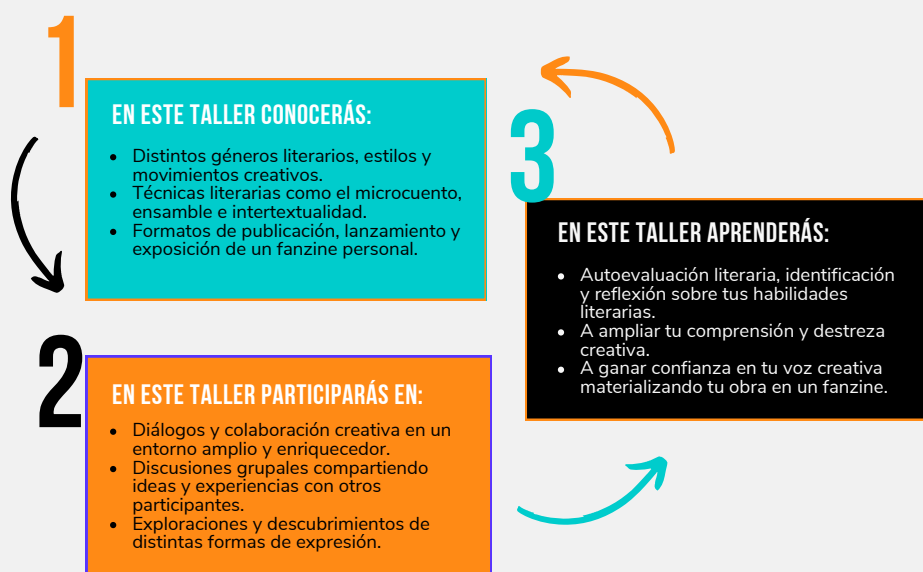 1
EN ESTE TALLER CONOCERÁS:
• Distintos géneros literarios, estilos y
movimientos creativos.
• Técnicas literarias como el microcuento,
ensamble e intertextualidad.
• Formatos de publicación, lanzamiento y
exposición de un fanzine personal.
2
EN ESTE TALLER PARTICIPARÁS EN:
• Diálogos y colaboración creativa en un
entorno amplio y enriquecedor.
• Discusiones grupales compartiendo
ideas y experiencias con otros
participantes.
• Exploraciones y descubrimientos de
distintas formas de expresión.
3
EN ESTE TALLER APRENDERÁS:
• Autoevaluación literaria, identificación
y reflexión sobre tus habilidades
literarias.
• A ampliar tu comprensión y destreza
creativa.
• A ganar confianza en tu voz creativa
materializando tu obra en un fanzine.